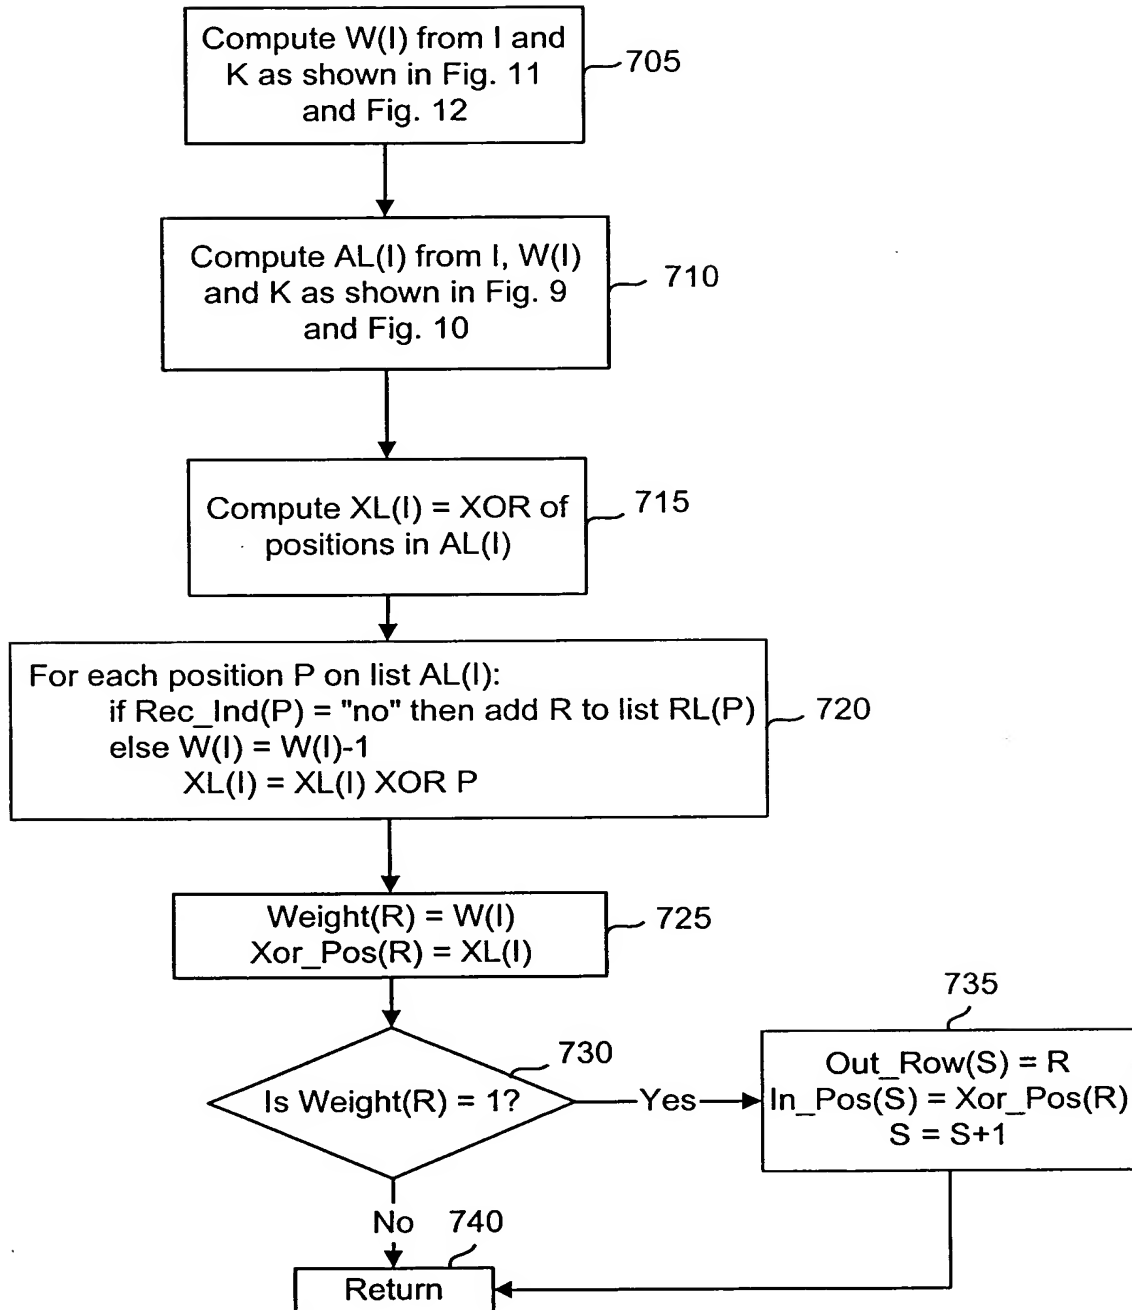 Compute W(I) from I and
K as shown in Fig. 11
and Fig. 12
705
Compute AL(I) from I, W(I)
and K as shown in Fig. 9
and Fig. 10
710
Compute XL(I) = XOR of
positions in AL(I)
715
For each position P on list AL(I):
if Rec_Ind(P) = "no" then add R to list RL(P)
else W(I) = W(I)-1
XL(I) = XL(I) XOR P
720
Weight(R) = W(I)
Xor_Pos(R) = XL(I)
725
Is Weight(R) = 1?
730
Yes
735
Out_Row(S) = R
In_Pos(S) = Xor_Pos(R)
S = S+1
No
740
Return